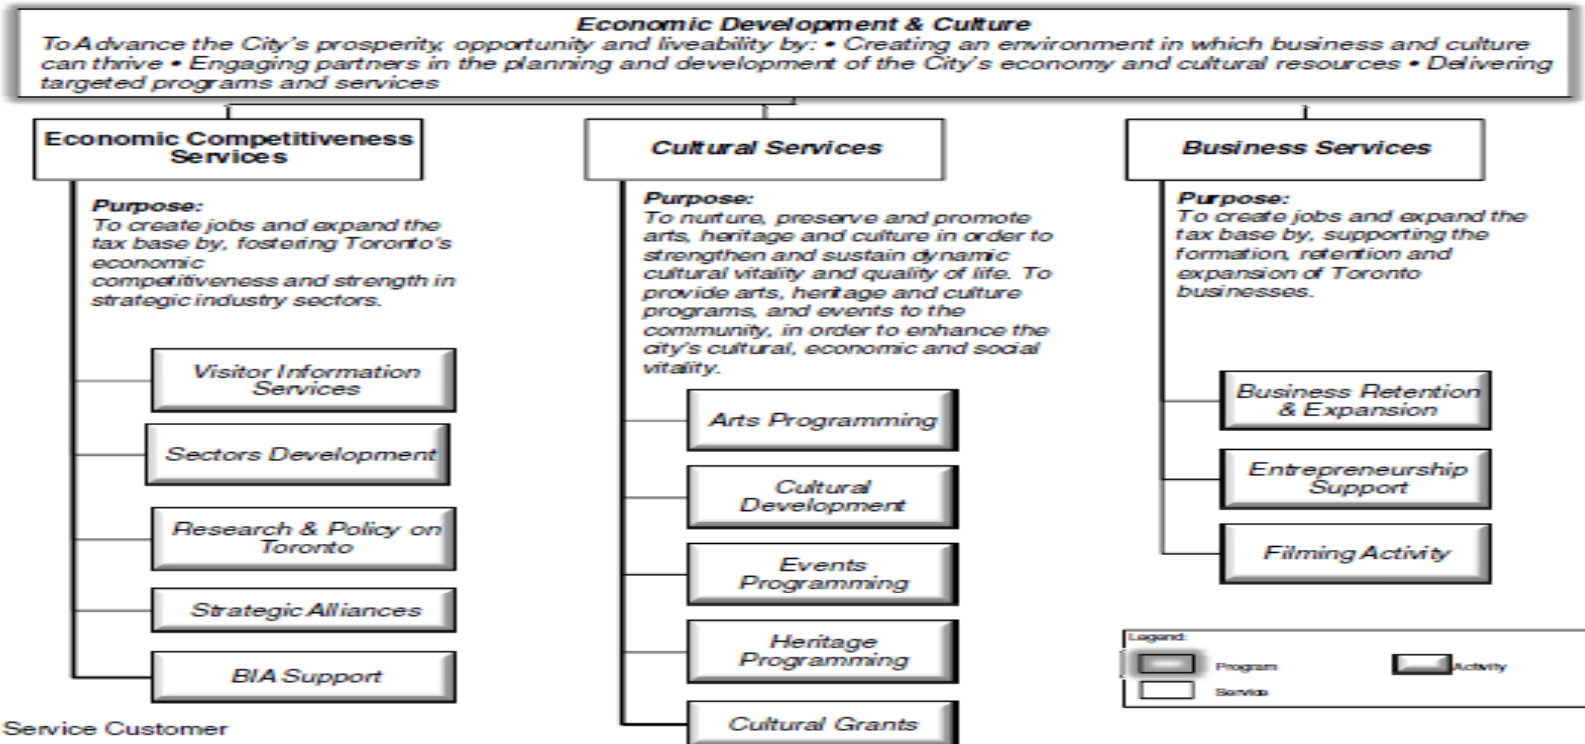 Economic Development & Culture
To Advance the City's prosperity, opportunity and liveability by: • Creating an environment in which business and culture
can thrive • Engaging partners in the planning and development of the City's economy and cultural resources • Delivering
targeted programs and services
Economic Competitiveness
Services
Purpose:
To create jobs and expand the
tax base by, fostering Toronto's
economic
competitiveness and strength in
strategic industry sectors.
Visitor Information
Services
Sectors Development
Research & Policy on
Toronto
Strategic Alliances
BIA Support
Cultural Services
Purpose:
To nurture, preserve and promote
arts, heritage and culture in order to
strengthen and sustain dynamic
cultural vitality and quality of life. To
provide arts, heritage and culture
programs, and events to the
community, in order to enhance the
city's cultural, economic and social
vitality.
Arts Programming
Cultural
Development
Events
Programming
Heritage
Programming
Cultural Grants
Business Services
Purpose:
To create jobs and expand the
tax base by, supporting the
formation, retention and
expansion of Toronto
businesses.
Business Retention
& Expansion
Entrepreneurship
Support
Filming Activity
Legend:
Program
Activity
Service
Service Customer